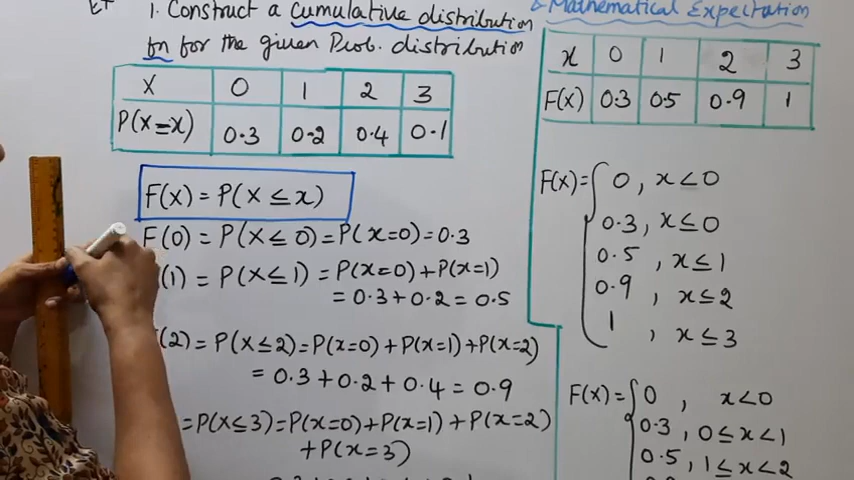 1. Construct a cumulative distribution
fn for the given Prob. distribution
X 0 1 2 3
P(X=x) 0.3 0.2 0.4 0.1
F(x) = P(X ≤ x)
F(0) = P(X ≤ 0) = P(x=0) = 0.3
(1) = P(X ≤ 1) = P(x=0) + P(x=1)
= 0.3 + 0.2 = 0.5
(2) = P(X ≤ 2) = P(x=0) + P(x=1) + P(x=2)
= 0.3 + 0.2 + 0.4 = 0.9
= P(X ≤ 3) = P(x=0) + P(x=1) + P(x=2)
+ P(x=3)
& Mathematical Expectation
x 0 1 2 3
F(x) 0.3 0.5 0.9 1
F(x) = { 0 , x < 0
0.3 , x ≤ 0
0.5 , x ≤ 1
0.9 , x ≤ 2
1 , x ≤ 3
F(x) = { 0 , x < 0
0.3 , 0 ≤ x < 1
0.5 , 1 ≤ x < 2